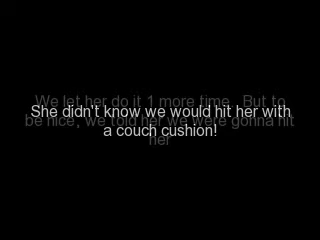 We let her do it 1 more time. But to
be nice, we told her we were gonna hit
her
She didn't know we would hit her with
a couch cushion!